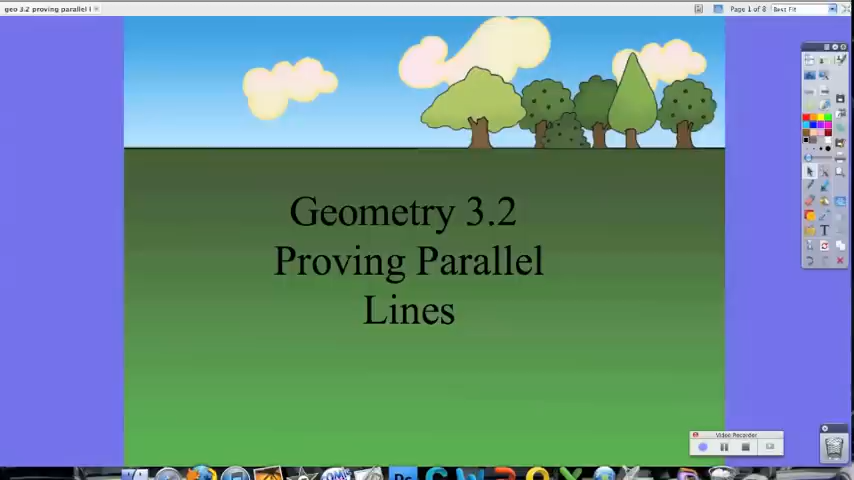 geo 3.2 proving parallel l
Page 1 of 8
Best Fit
Geometry 3.2
Proving Parallel
Lines
Video Recorder